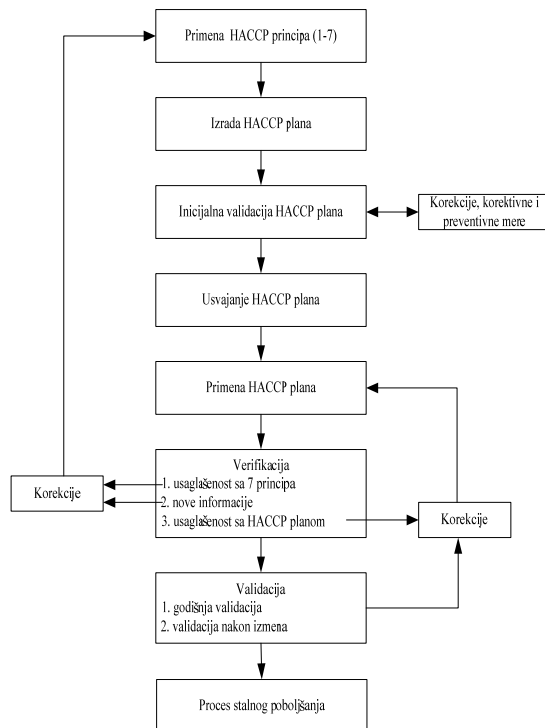 Primena HACCP principa (1-7)
Izrada HACCP plana
Inicijalna validacija HACCP plana
Korekcije, korektivne i
preventivne mere
Usvajanje HACCP plana
Primena HACCP plana
Verifikacija
1. usaglašenost sa 7 principa
2. nove informacije
3. usaglašenost sa HACCP planom
Korekcije
Korekcije
Validacija
1. godišnja validacija
2. validacija nakon izmena
Proces stalnog poboljšanja